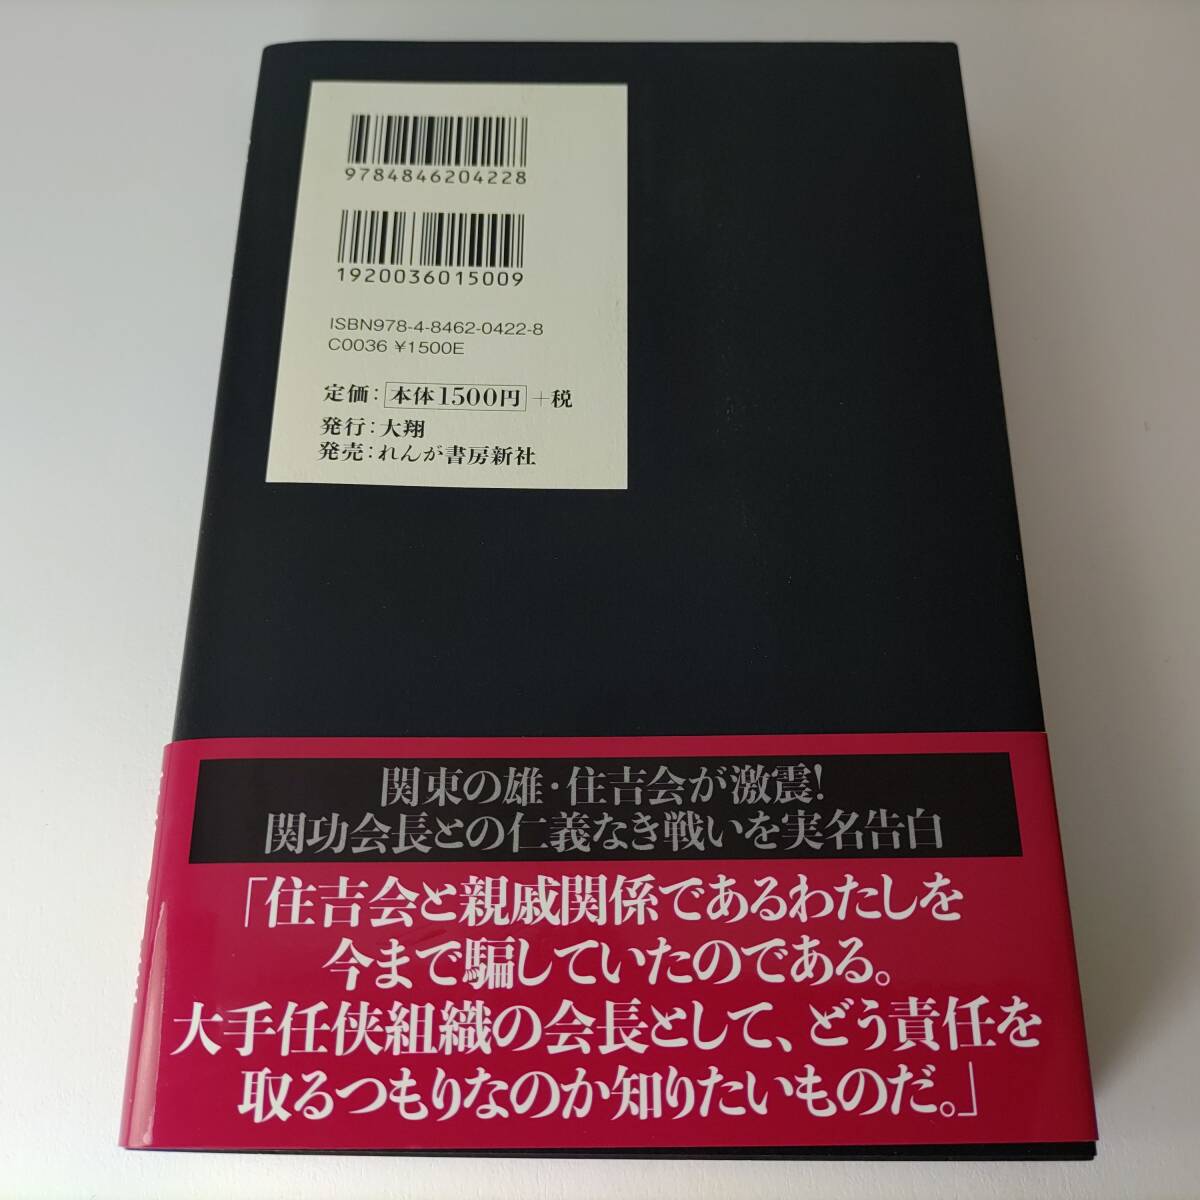 9784846204228
1920036015009
ISBN978-4-8462-0422-8
C0036 ¥1500E
定価：本体1500円＋税
発行：大翔
発売：れんが書房新社
関東の雄・住吉会が激震！
関功会長との仁義なき戦いを実名告白
「住吉会と親戚関係であるわたしを
今まで騙していたのである。
大手任侠組織の会長として、どう責任を
取るつもりなのか知りたいものだ。」